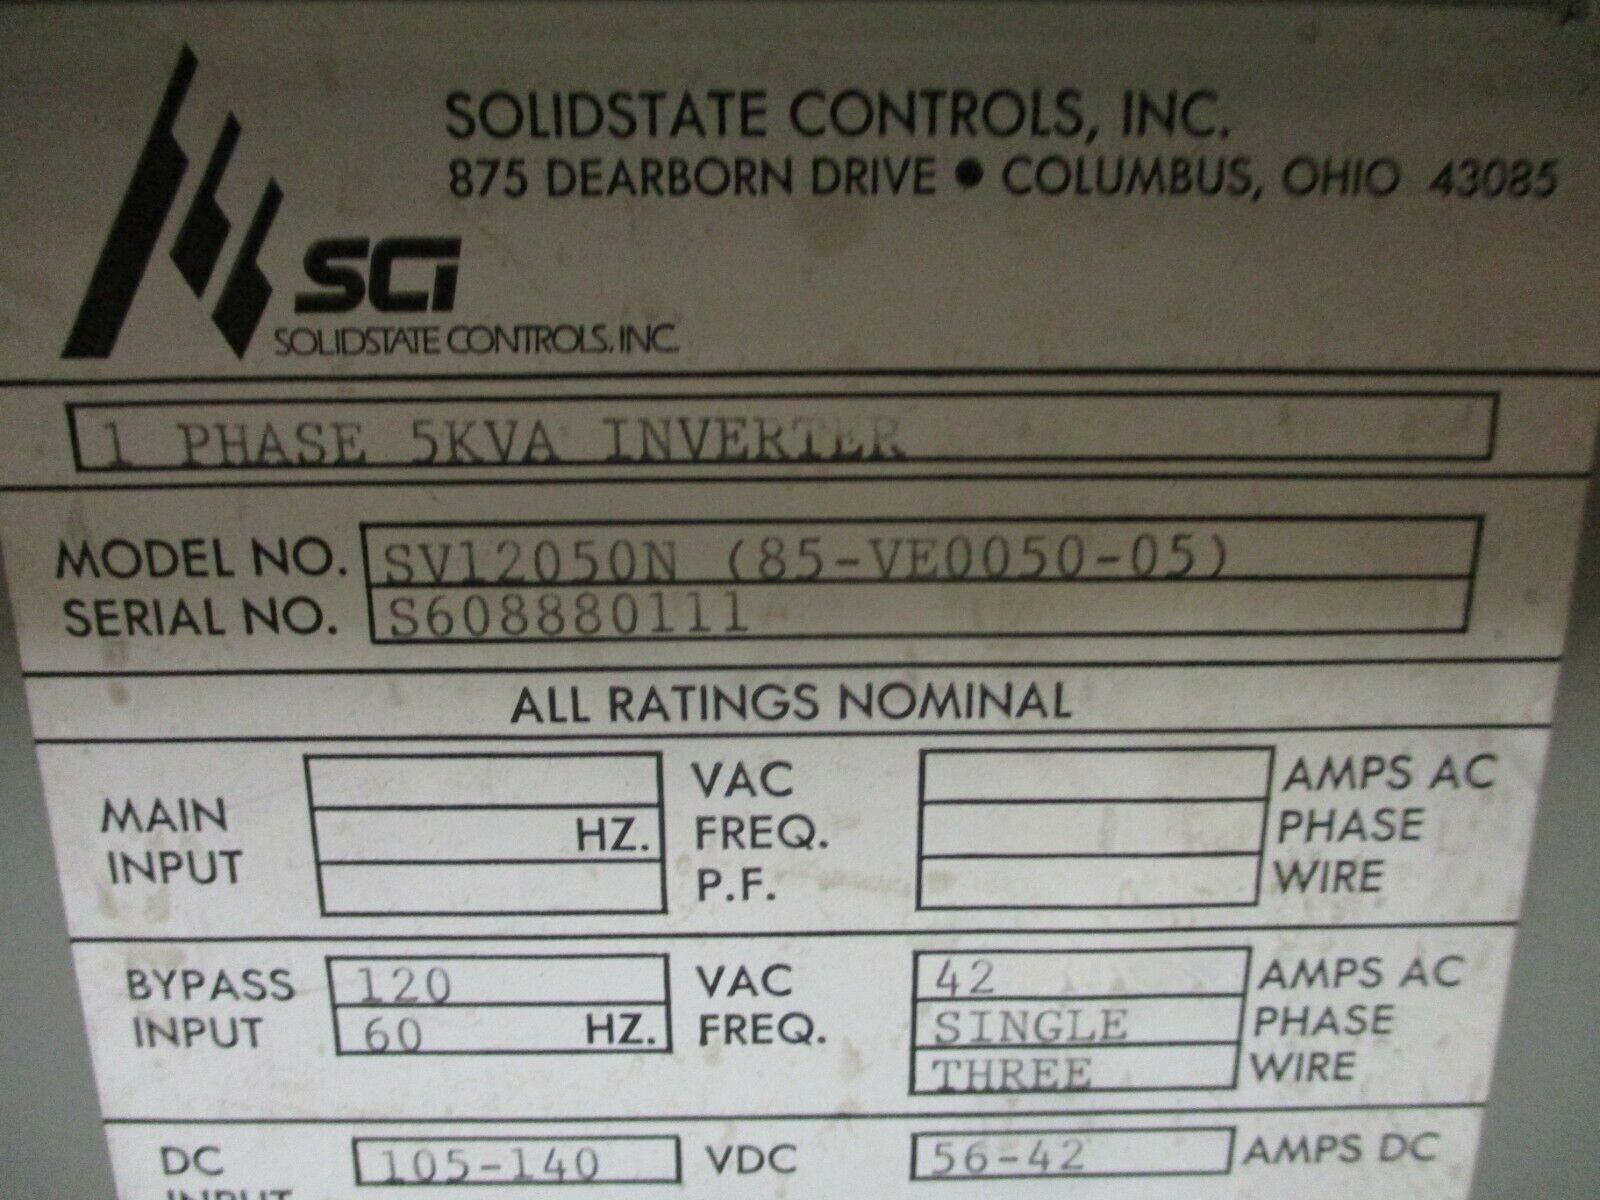 SOLIDSTATE CONTROLS, INC.
875 DEARBORN DRIVE • COLUMBUS, OHIO 43085
SCI
SOLIDSTATE CONTROLS, INC.
1 PHASE 5KVA INVERTER
MODEL NO. SV12050N (85-VE0050-05)
SERIAL NO. S608880111
ALL RATINGS NOMINAL
MAIN INPUT
VAC AMPS AC
HZ. FREQ. PHASE
P.F. WIRE
BYPASS INPUT
120 VAC 42 AMPS AC
60 HZ. FREQ. SINGLE PHASE
THREE WIRE
DC INPUT 105-140 VDC 56-42 AMPS DC